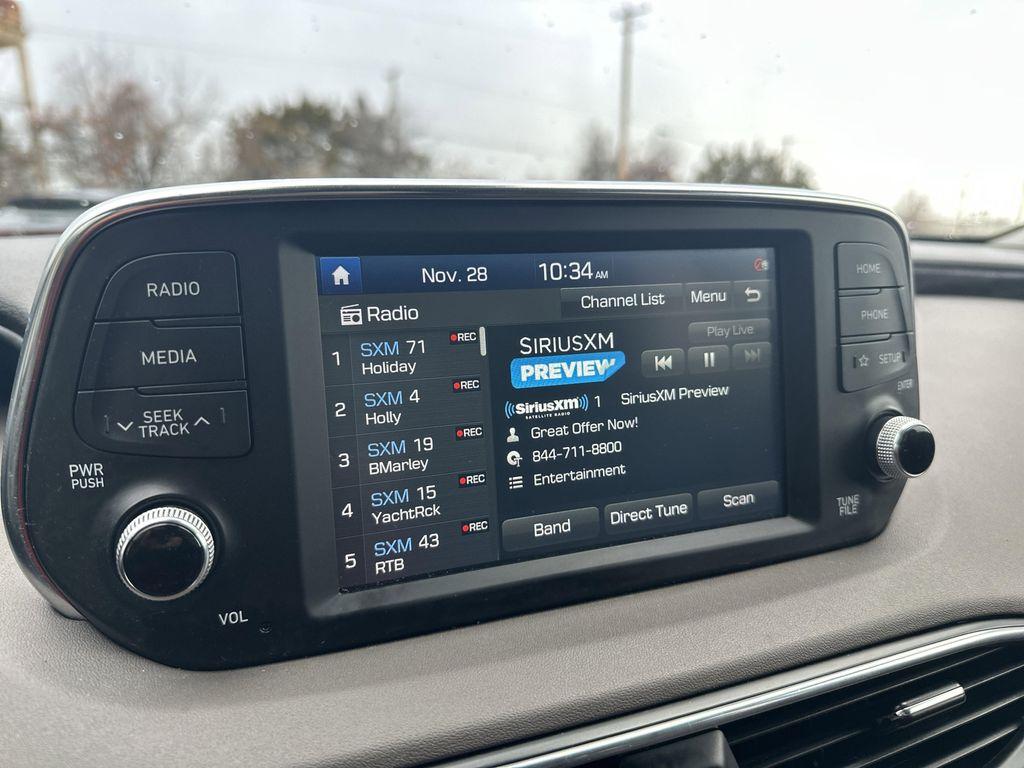 RADIO
MEDIA
SEEK
TRACK
PWR
PUSH
VOL
Nov. 28 10:34 AM
Radio
Channel List Menu
1 SXM 71 REC
Holiday
2 SXM 4 REC
Holly
3 SXM 19 REC
BMarley
4 SXM 15 REC
YachtRck
5 SXM 43 REC
RTB
SIRIUSXM
PREVIEW
Play Live
((SiriusXM)) 1 SiriusXM Preview
SATELLITE RADIO
Great Offer Now!
844-711-8800
Entertainment
Band Direct Tune Scan
HOME
PHONE
SETUP
ENTER
TUNE
FILE